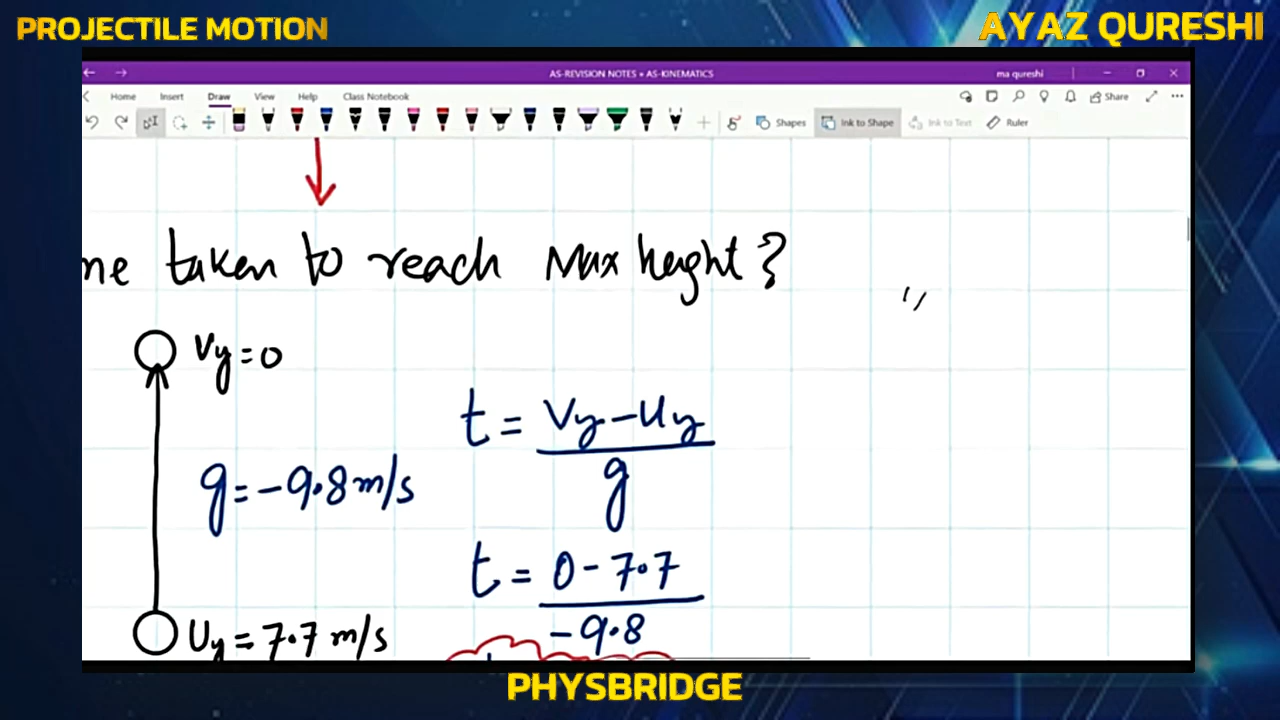 PROJECTILE MOTION
AYAZ QURESHI
AS-REVISION NOTES • AS-KINEMATICS
ma qureshi
Home Insert Draw View Help Class Notebook
Share
Shapes Ink to Shape Ink to Text Ruler
me taken to reach Max height?
Vy = 0
t = Vy - Uy / g
g = -9.8 m/s
t = 0 - 7.7 / -9.8
Uy = 7.7 m/s
PHYSBRIDGE